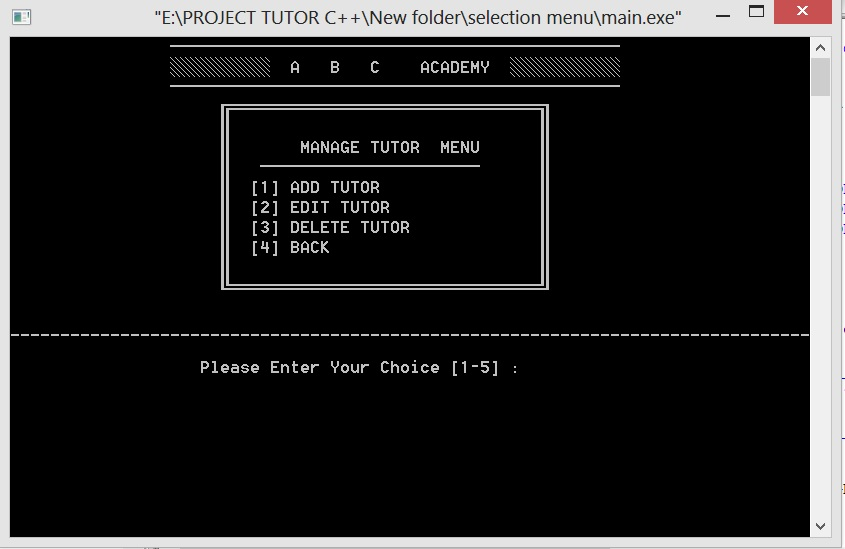 "E:\PROJECT TUTOR C++\New folder\selection menu\main.exe"
A B C ACADEMY
MANAGE TUTOR MENU
[1] ADD TUTOR
[2] EDIT TUTOR
[3] DELETE TUTOR
[4] BACK
Please Enter Your Choice [1-5] :